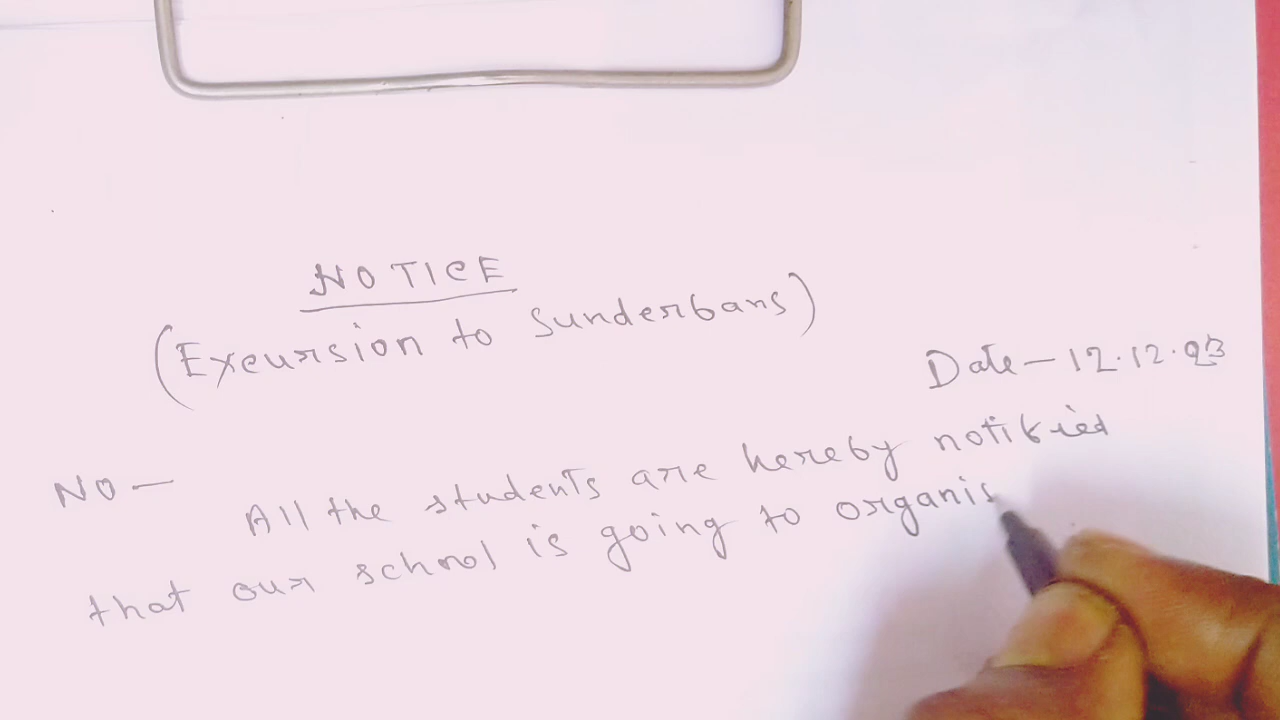 NOTICE
(Excursion to Sunderbans)
Date - 12.12.23
NO -
All the students are hereby notified
that our school is going to organis